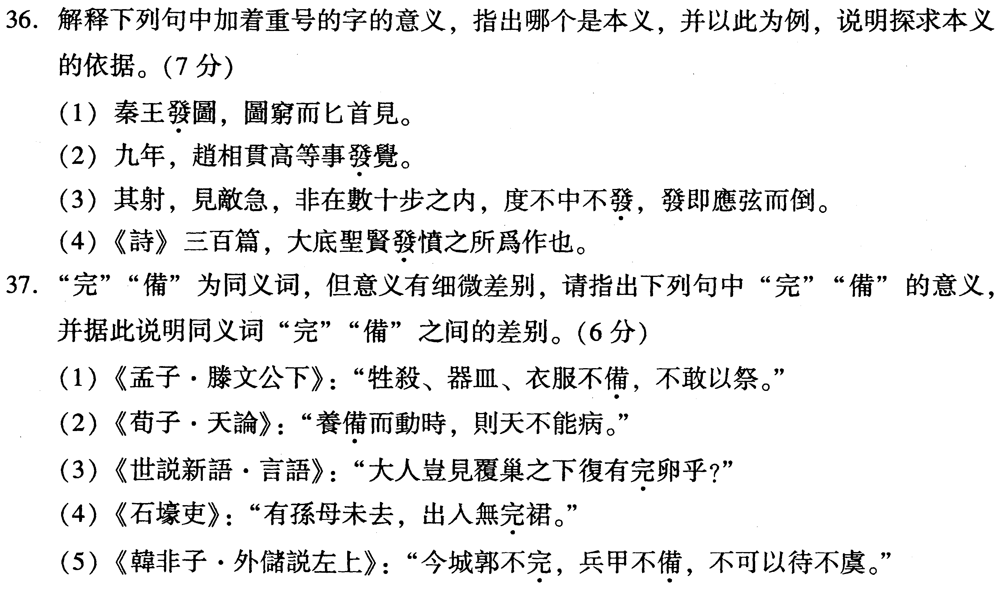 36. 解释下列句中加着重号的字的意义，指出哪个是本义，并以此为例，说明探求本义
的依据。(7 分)
(1) 秦王發圖，圖窮而匕首見。
(2) 九年，趙相貫高等事發覺。
(3) 其射，見敵急，非在數十步之内，度不中不發，發即應弦而倒。
(4)《詩》三百篇，大底聖賢發憤之所爲作也。
37. “完”“備”为同义词，但意义有细微差别，请指出下列句中“完”“備”的意义，
并据此说明同义词“完”“備”之间的差别。(6 分)
(1)《孟子·滕文公下》：“牲殺、器皿、衣服不備，不敢以祭。”
(2)《荀子·天論》：“養備而動時，則天不能病。”
(3)《世説新語·言語》：“大人豈見覆巢之下復有完卵乎?”
(4)《石壕吏》：“有孫母未去，出入無完裙。”
(5)《韓非子·外儲説左上》：“今城郭不完，兵甲不備，不可以待不虞。”